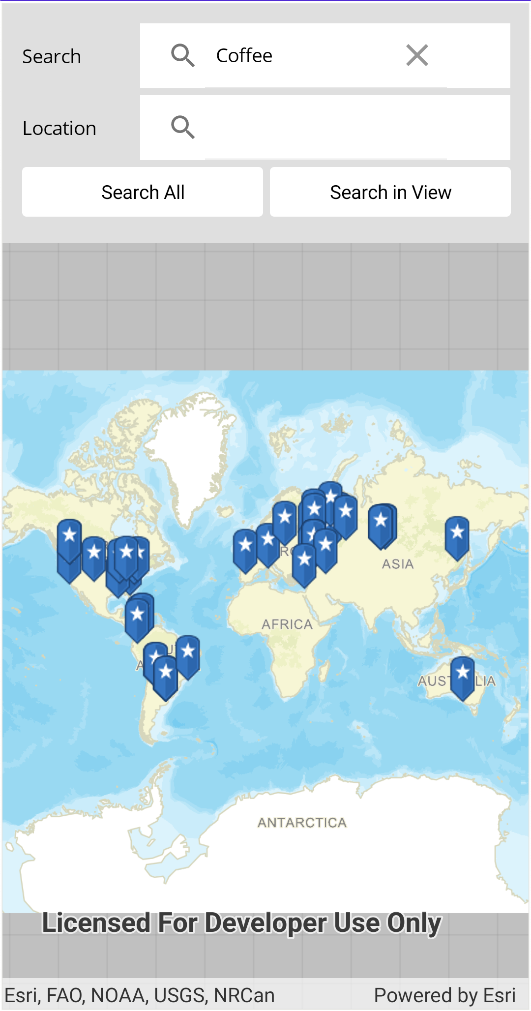 Search
Coffee
Location
Search All
Search in View
ASIA
AFRICA
ANTARCTICA
Licensed For Developer Use Only
Esri, FAO, NOAA, USGS, NRCan
Powered by Esri